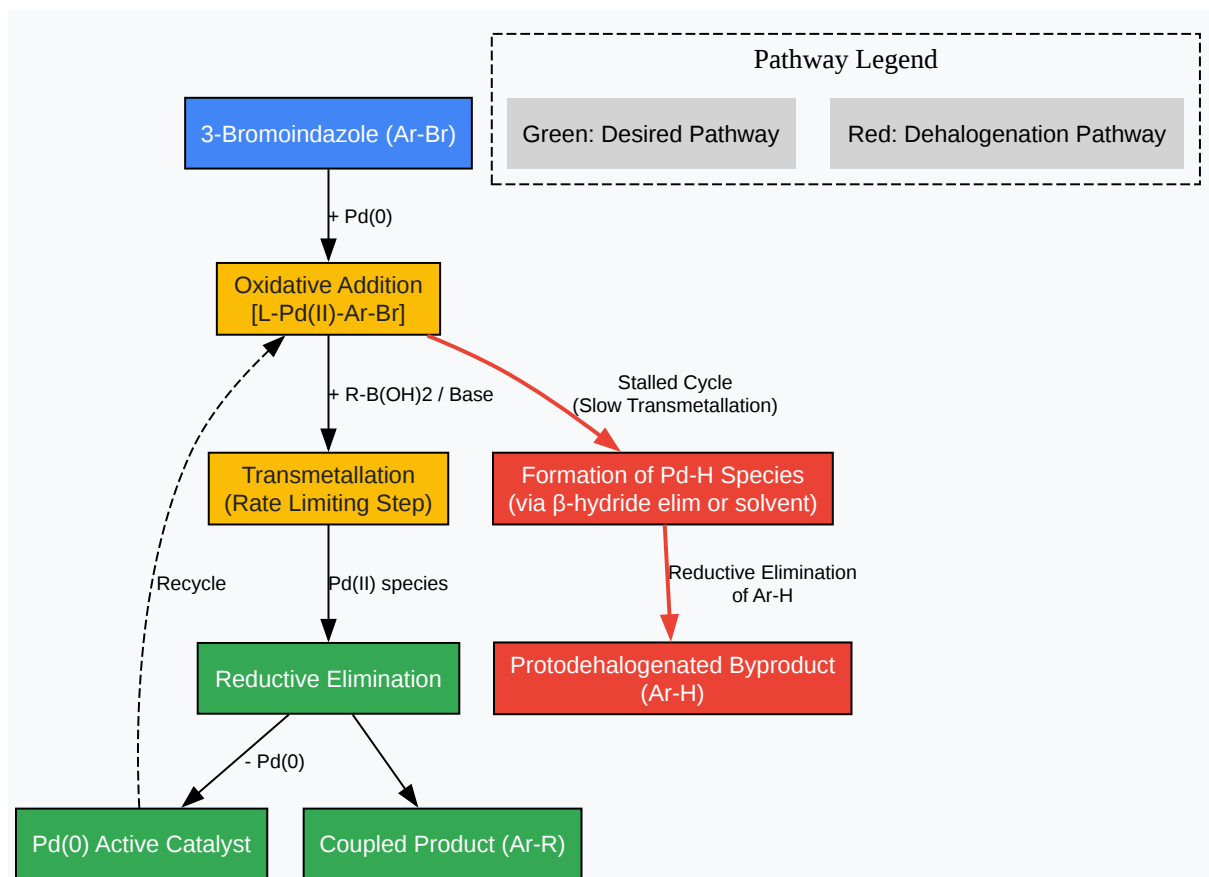 Pathway Legend
Green: Desired Pathway
Red: Dehalogenation Pathway
3-Bromoindazole (Ar-Br)
+ Pd(0)
Oxidative Addition
[L-Pd(II)-Ar-Br]
+ R-B(OH)2 / Base
Stalled Cycle
(Slow Transmetallation)
Transmetallation
(Rate Limiting Step)
Formation of Pd-H Species
(via β-hydride elim or solvent)
Recycle
Pd(II) species
Reductive Elimination
of Ar-H
Reductive Elimination
Protodehalogenated Byproduct
(Ar-H)
- Pd(0)
Pd(0) Active Catalyst
Coupled Product (Ar-R)